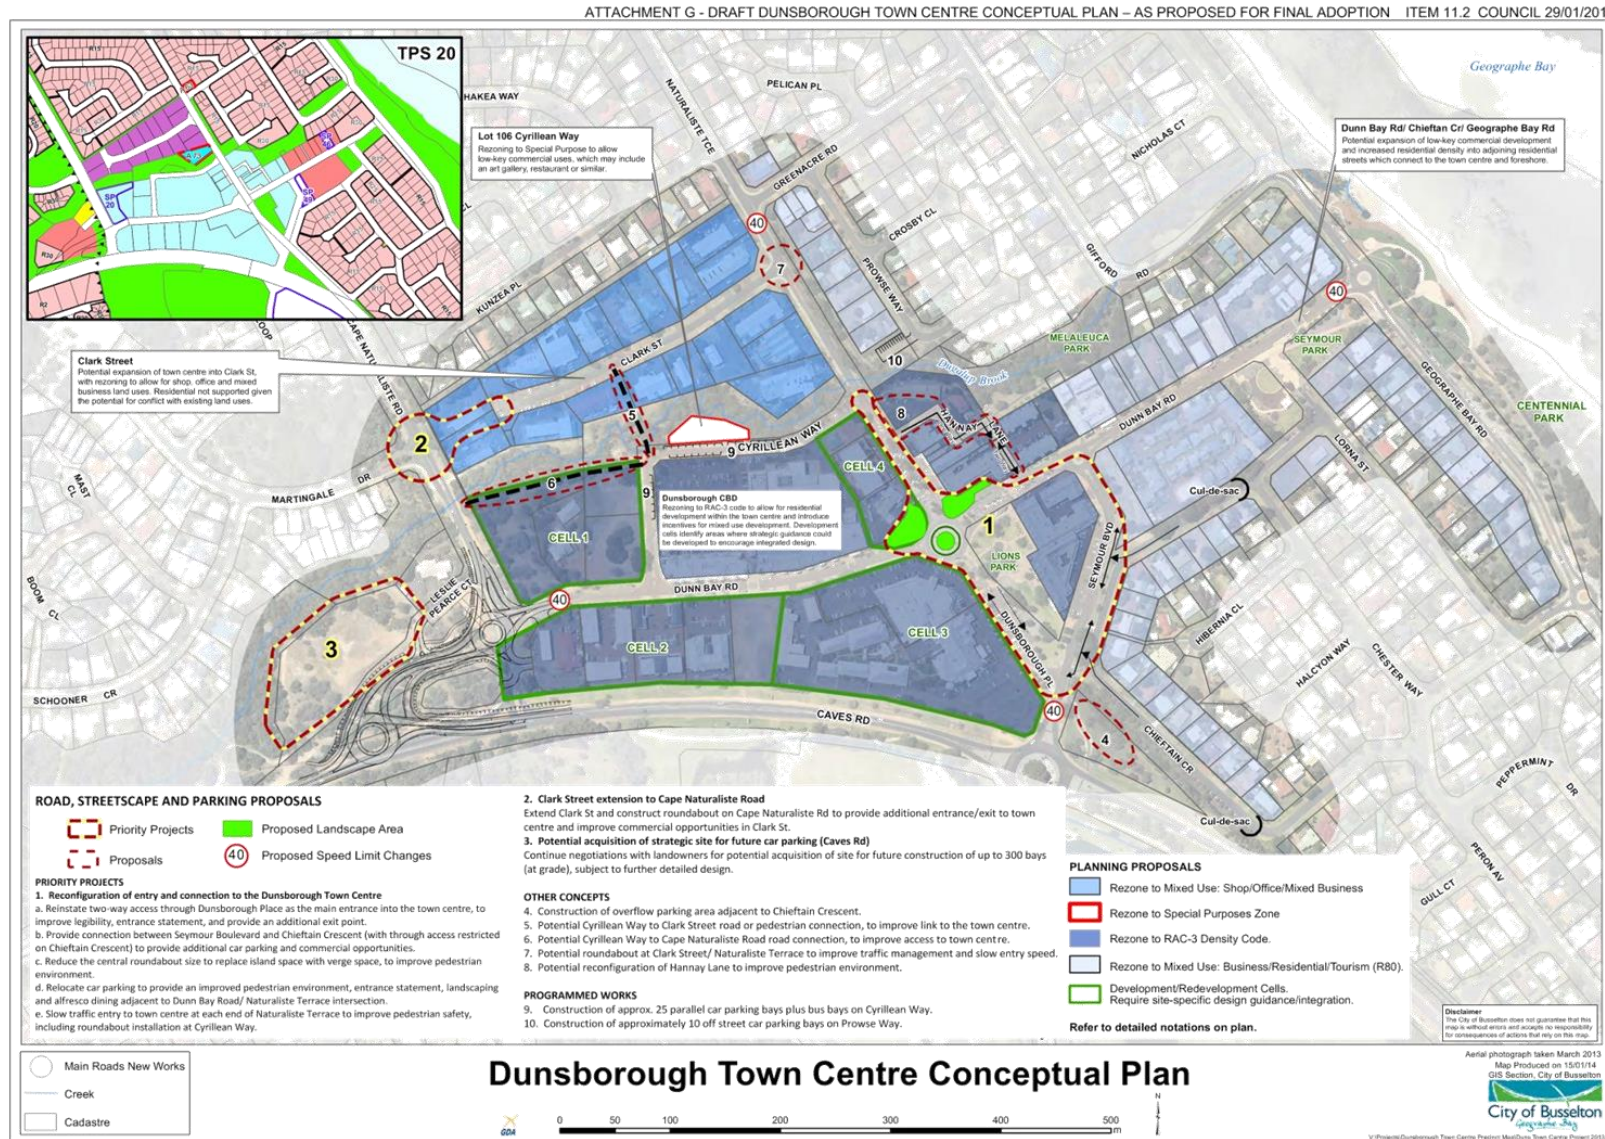 ATTACHMENT G - DRAFT DUNSBOROUGH TOWN CENTRE CONCEPTUAL PLAN – AS PROPOSED FOR FINAL ADOPTION ITEM 11.2 COUNCIL 29/01/201
TPS 20
Geographe Bay
HAKEA WAY
NATURALISTE TCE
PELICAN PL
NICHOLAS CT
GREENACRE RD
CROSBY CL
PROWSE WAY
GIFFORD RD
KUNZEA PL
Lot 106 Cyrillean Way
Rezoning to Special Purpose to allow
low-key commercial uses, which may include
an art gallery, restaurant or similar.
Dunn Bay Rd/ Chieftan Cr/ Geographe Bay Rd
Potential expansion of low-key commercial development
and increased residential density into adjoining residential
streets which connect to the town centre and foreshore.
Clark Street
Potential expansion of town centre into Clark St,
with rezoning to allow for shop, office and mixed
business land uses. Residential not supported given
the potential for conflict with existing land uses.
40
7
40
CLARK ST
10
MELALEUCA
PARK
SEYMOUR
PARK
GEOGRAPHE BAY RD
CENTENNIAL
PARK
Dugalup Brook
5
8
HANNAY LANE
DUNN BAY RD
LORNA ST
2
9
CYRILLEAN WAY
MARTINGALE DR
MAST CL
6
9
CELL 4
Cul-de-sac
Dunsborough CBD
Rezoning to RAC-3 code to allow for residential
development within the town centre and introduce
incentives for mixed use development. Development
cells identify areas where strategic guidance could
be developed to encourage integrated design.
CELL 1
1
LIONS
PARK
SEYMOUR BVD
BOOM CL
LESLIE
PEARCE CT
40
DUNN BAY RD
3
CELL 2
CELL 3
DUNSBOROUGH PL
HIBERNIA CL
HALCYON WAY
CHESTER WAY
SCHOONER CR
CAVES RD
40
4
CHIEFTAIN CR
PEPPERMINT DR
PERON AV
GULL CT
Cul-de-sac
ROAD, STREETSCAPE AND PARKING PROPOSALS
Priority Projects
Proposed Landscape Area
Proposals
40
Proposed Speed Limit Changes
PRIORITY PROJECTS
1. Reconfiguration of entry and connection to the Dunsborough Town Centre
a. Reinstate two-way access through Dunsborough Place as the main entrance into the town centre, to
improve legibility, entrance statement, and provide an additional exit point.
b. Provide connection between Seymour Boulevard and Chieftain Crescent (with through access restricted
on Chieftain Crescent) to provide additional car parking and commercial opportunities.
c. Reduce the central roundabout size to replace island space with verge space, to improve pedestrian
environment.
d. Relocate car parking to provide an improved pedestrian environment, entrance statement, landscaping
and alfresco dining adjacent to Dunn Bay Road/ Naturaliste Terrace intersection.
e. Slow traffic entry to town centre at each end of Naturaliste Terrace to improve pedestrian safety,
including roundabout installation at Cyrillean Way.
2. Clark Street extension to Cape Naturaliste Road
Extend Clark St and construct roundabout on Cape Naturaliste Rd to provide additional entrance/exit to town
centre and improve commercial opportunities in Clark St.
3. Potential acquisition of strategic site for future car parking (Caves Rd)
Continue negotiations with landowners for potential acquisition of site for future construction of up to 300 bays
(at grade), subject to further detailed design.
OTHER CONCEPTS
4. Construction of overflow parking area adjacent to Chieftain Crescent.
5. Potential Cyrillean Way to Clark Street road or pedestrian connection, to improve link to the town centre.
6. Potential Cyrillean Way to Cape Naturaliste Road road connection, to improve access to town centre.
7. Potential roundabout at Clark Street/ Naturaliste Terrace to improve traffic management and slow entry speed.
8. Potential reconfiguration of Hannay Lane to improve pedestrian environment.
PROGRAMMED WORKS
9. Construction of approx. 25 parallel car parking bays plus bus bays on Cyrillean Way.
10. Construction of approximately 10 off street car parking bays on Prowse Way.
PLANNING PROPOSALS
Rezone to Mixed Use: Shop/Office/Mixed Business
Rezone to Special Purposes Zone
Rezone to RAC-3 Density Code.
Rezone to Mixed Use: Business/Residential/Tourism (R80).
Development/Redevelopment Cells.
Require site-specific design guidance/integration.
Refer to detailed notations on plan.
Disclaimer
The City of Busselton does not guarantee that this
map is without errors and accepts no responsibility
for consequences of actions that rely on this map.
Main Roads New Works
Creek
Cadastre
Dunsborough Town Centre Conceptual Plan
GDA
0 50 100 200 300 400 500
m
N
Aerial photograph taken March 2013
Map Produced on 15/01/14
GIS Section, City of Busselton
City of Busselton
Geographe Bay